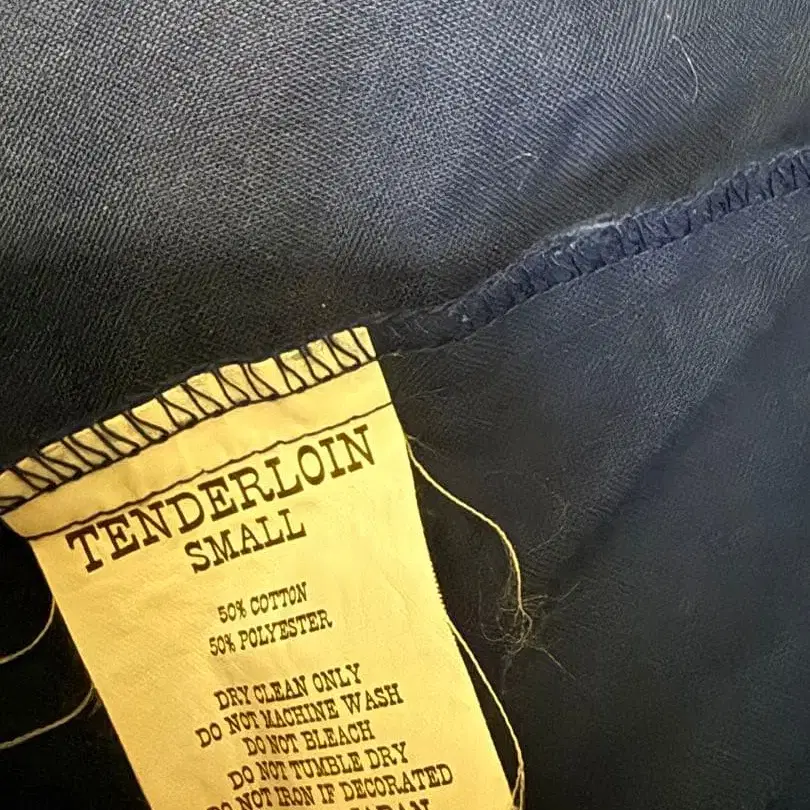 TENDERLOIN
SMALL
50% COTTON
50% POLYESTER
DRY CLEAN ONLY
DO NOT MACHINE WASH
DO NOT BLEACH
DO NOT TUMBLE DRY
DO NOT IRON IF DECORATED